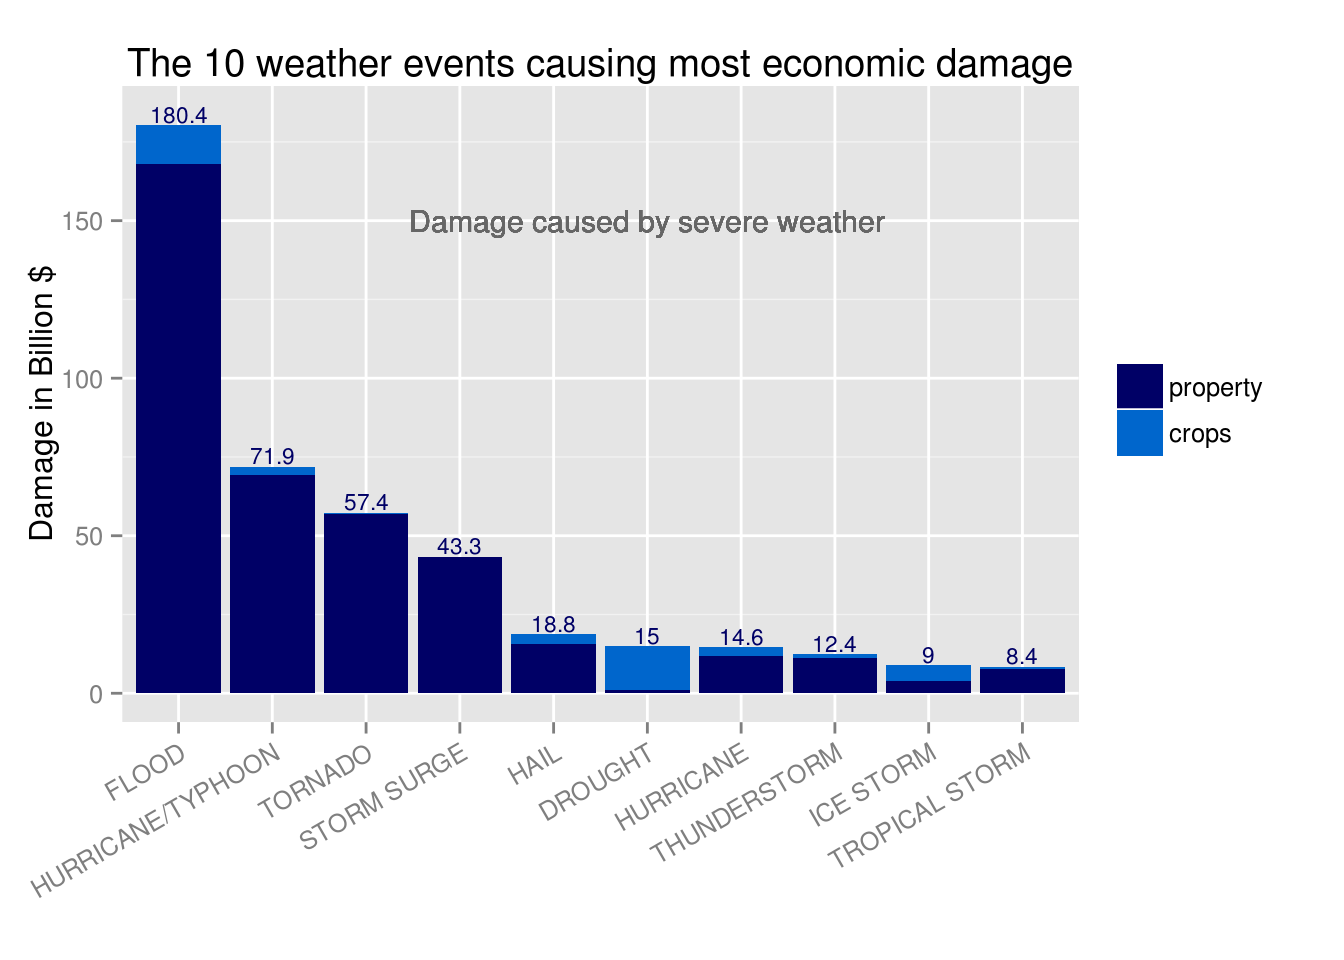 The 10 weather events causing most economic damage
180.4
Damage caused by severe weather
71.9
57.4
43.3
18.8
15
14.6
12.4
9
8.4
Damage in Billion $
150
100
50
0
property
crops
FLOOD
HURRICANE/TYPHOON
TORNADO
STORM SURGE
HAIL
DROUGHT
HURRICANE
THUNDERSTORM
ICE STORM
TROPICAL STORM